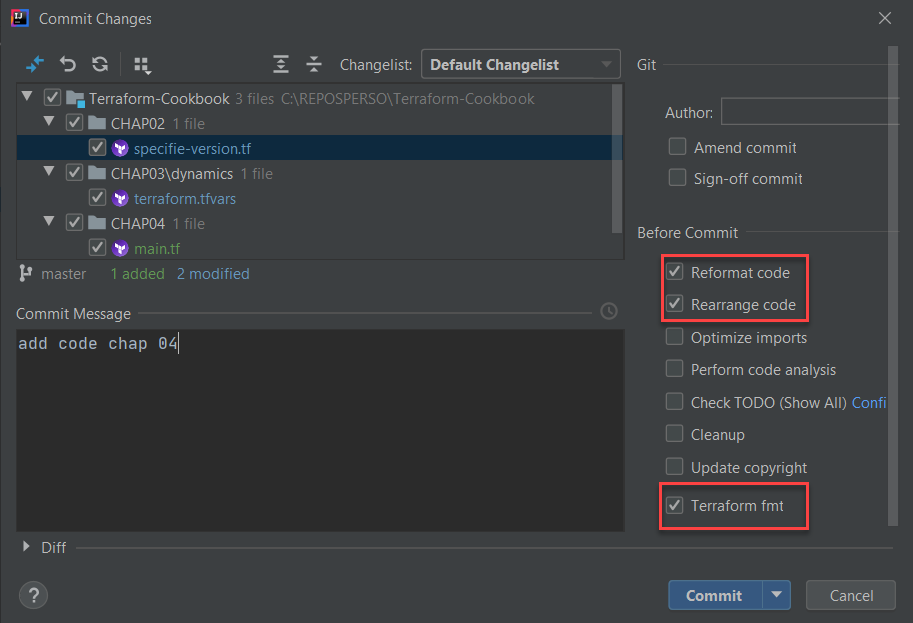 Commit Changes
Changelist: Default Changelist
Terraform-Cookbook 3 files C:\REPOSPERSO\Terraform-Cookbook
CHAP02 1 file
specifie-version.tf
CHAP03\dynamics 1 file
terraform.tfvars
CHAP04 1 file
main.tf
master 1 added 2 modified
Commit Message
add code chap 04
Diff
Git
Author:
Amend commit
Sign-off commit
Before Commit
Reformat code
Rearrange code
Optimize imports
Perform code analysis
Check TODO (Show All) Confi
Cleanup
Update copyright
Terraform fmt
?
Commit
Cancel